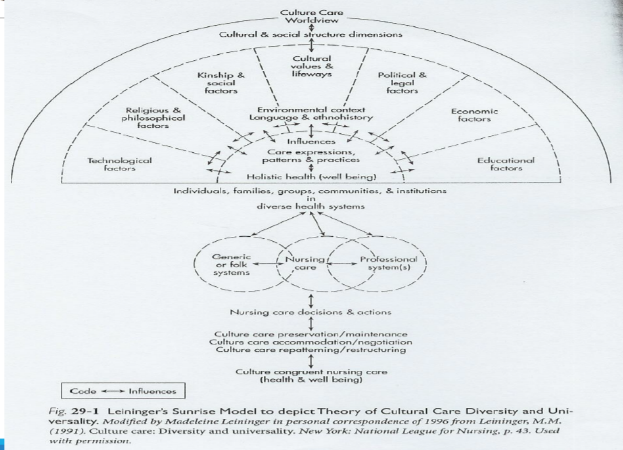 Culture Care
Worldview
Cultural & social structure dimensions
Cultural
values &
lifeways
Kinship &
social
factors
Political &
legal
factors
Religious &
philosophical
factors
Economic
factors
Environmental context
Language & ethnohistory
Influences
Care expressions,
patterns & practices
Technological
factors
Educational
factors
Holistic health (well being)
Individuals, families, groups, communities, & institutions
in
diverse health systems
Generic
or folk
systems
Nursing
care
Professional
system(s)
Nursing care decisions & actions
Culture care preservation/maintenance
Culture care accommodation/negotiation
Culture care repatterning/restructuring
Culture congruent nursing care
(health & well being)
Code ↔ Influences
Fig. 29-1 Leininger's Sunrise Model to depict Theory of Cultural Care Diversity and Uni-
versality. Modified by Madeleine Leininger in personal correspondence of 1996 from Leininger, M.M.
(1991). Culture care: Diversity and universality. New York: National League for Nursing, p. 43. Used
with permission.